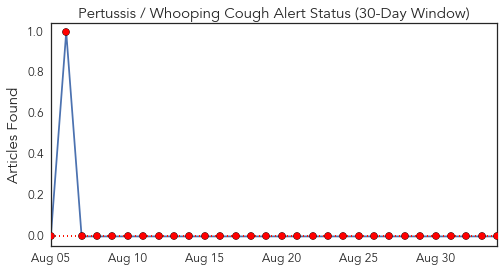 Pertussis / Whooping Cough Alert Status (30-Day Window)
Articles Found
1.0
0.8
0.6
0.4
0.2
0.0
Aug 05 Aug 10 Aug 15 Aug 20 Aug 25 Aug 30